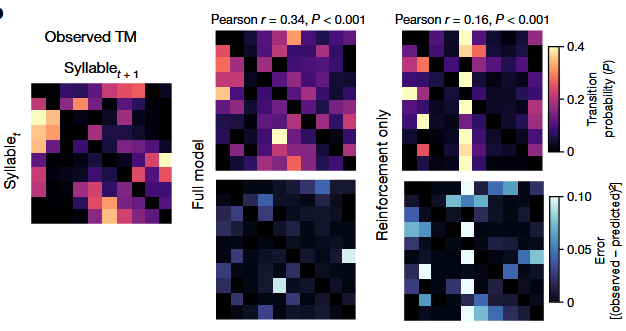 Observed TM
Syllable t + 1
Syllable t
Pearson r = 0.34, P < 0.001
Pearson r = 0.16, P < 0.001
Full model
Reinforcement only
0.4
0.2
0
Transition
probability (P)
0.10
0.05
0
Error
[(observed − predicted)²]